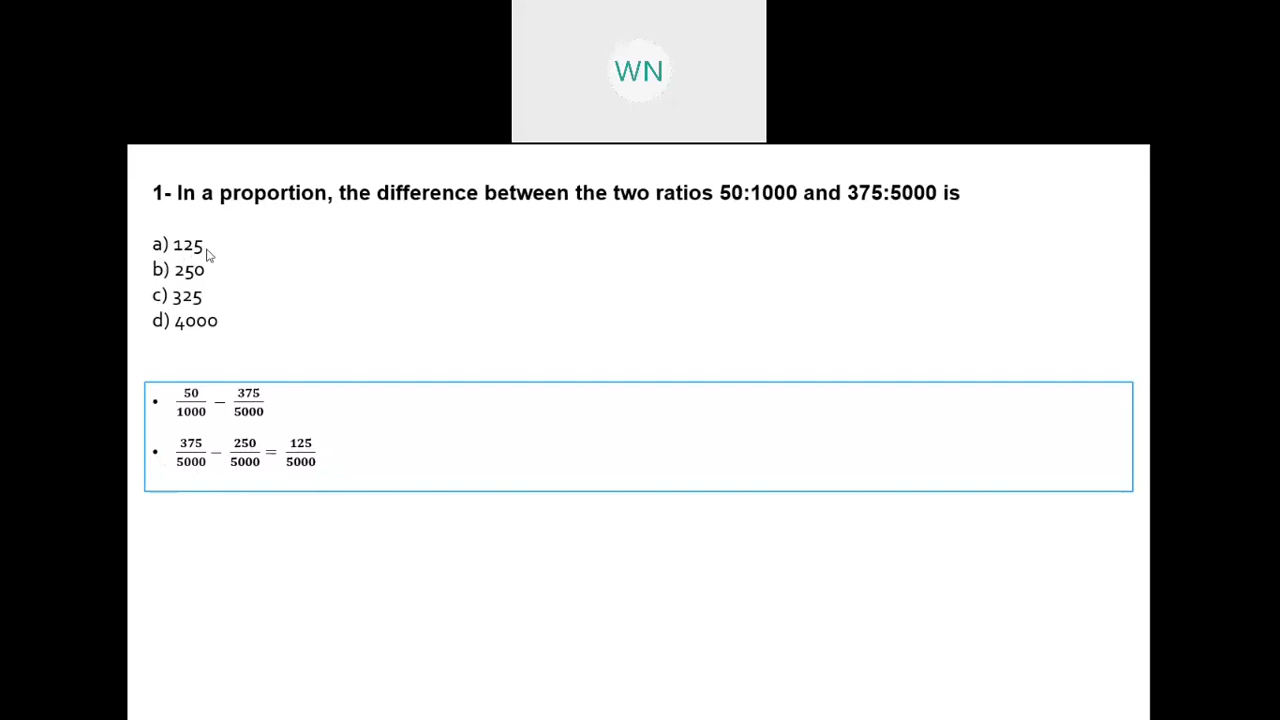 WN
1- In a proportion, the difference between the two ratios 50:1000 and 375:5000 is
a) 125
b) 250
c) 325
d) 4000
• 50/1000 − 375/5000
• 375/5000 − 250/5000 = 125/5000